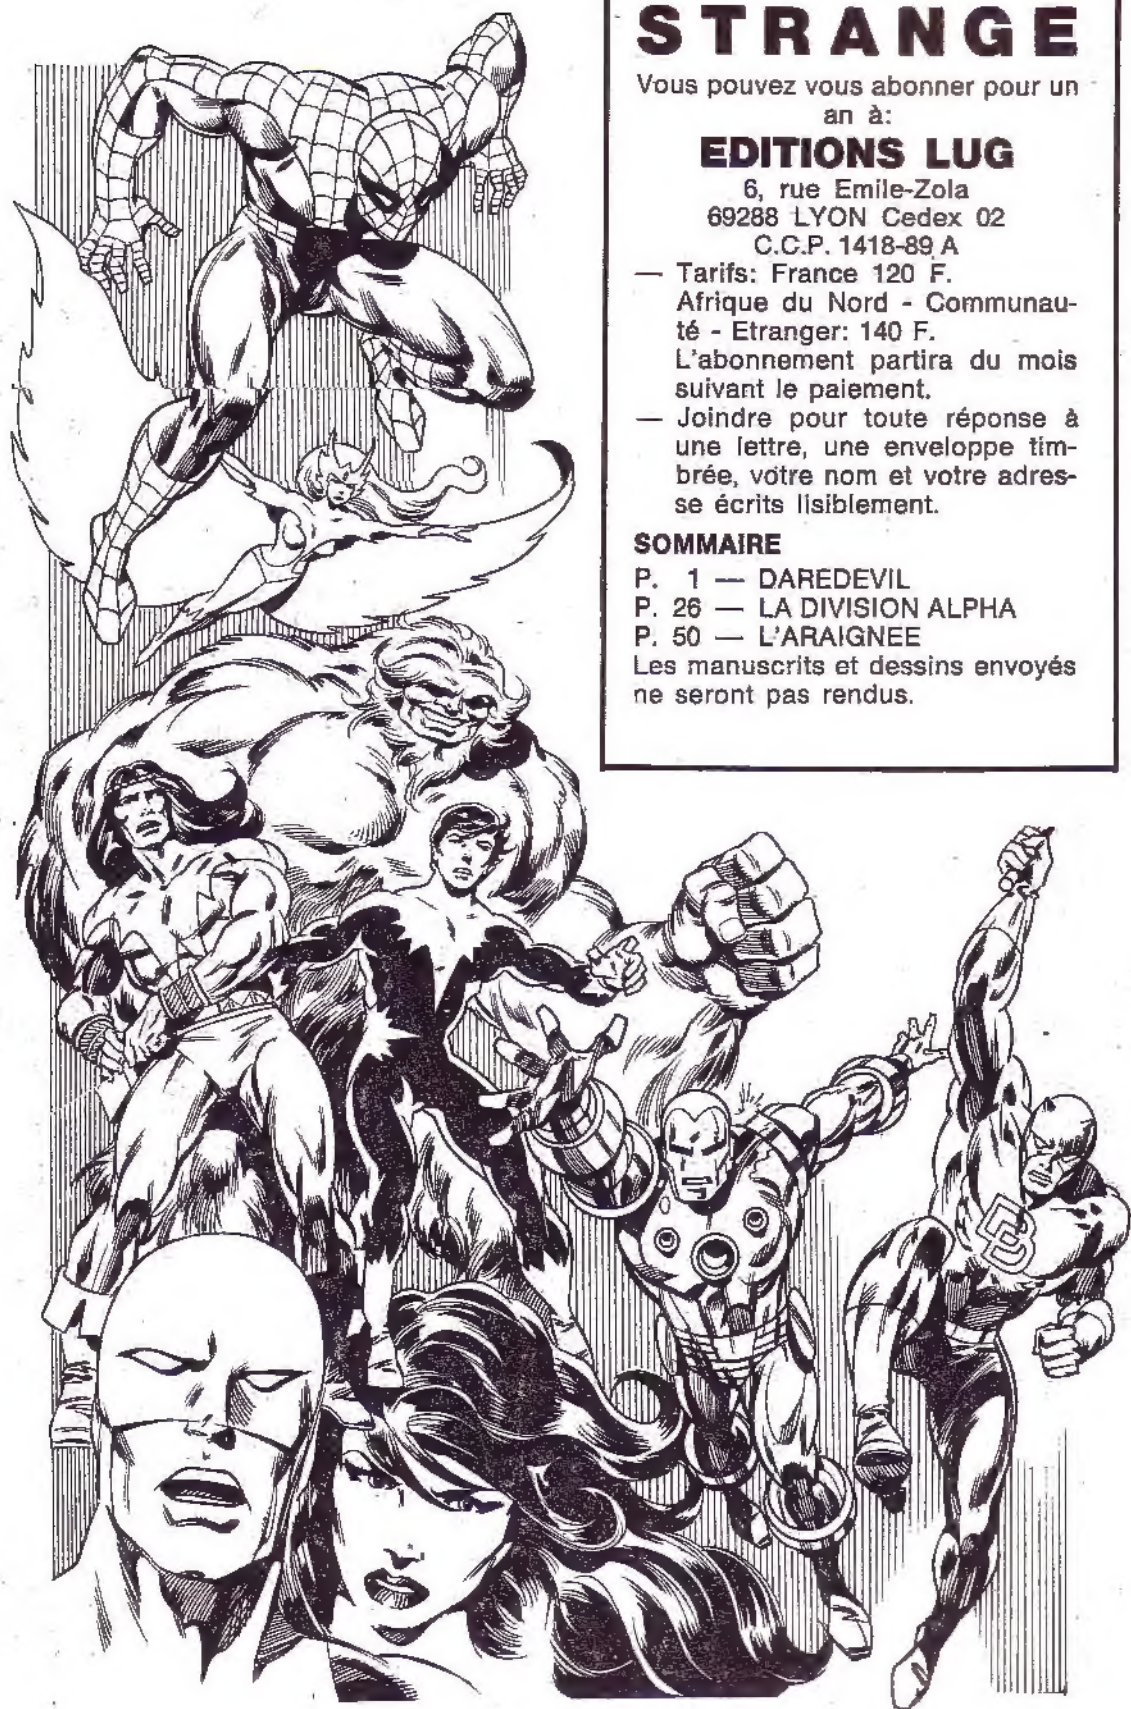 STRANGE
Vous pouvez vous abonner pour un
an à:
EDITIONS LUG
6, rue Emile-Zola
69288 LYON Cedex 02
C.C.P. 1418-89 A
— Tarifs: France 120 F.
Afrique du Nord - Communau-
té - Etranger: 140 F.
L'abonnement partira du mois
suivant le paiement.
— Joindre pour toute réponse à
une lettre, une enveloppe tim-
brée, votre nom et votre adres-
se écrits lisiblement.
SOMMAIRE
P. 1 — DAREDEVIL
P. 26 — LA DIVISION ALPHA
P. 50 — L'ARAIGNEE
Les manuscrits et dessins envoyés
ne seront pas rendus.
DD